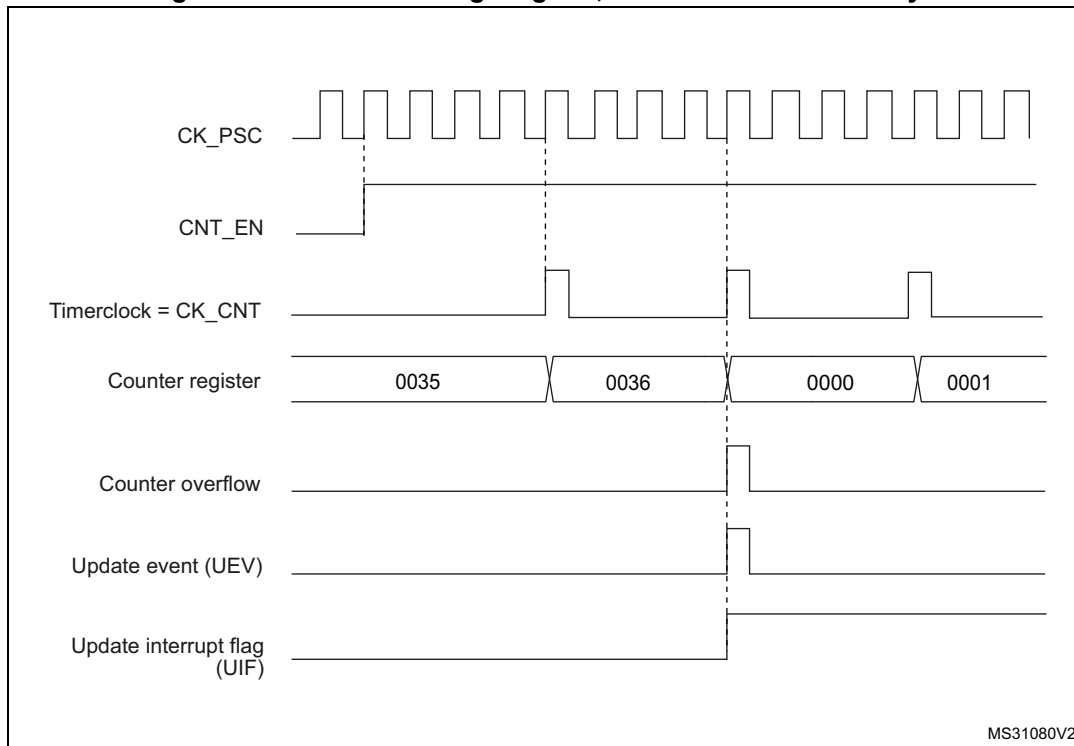 CK_PSC
CNT_EN
Timerclock = CK_CNT
Counter register
0035
0036
0000
0001
Counter overflow
Update event (UEV)
Update interrupt flag
(UIF)
MS31080V2